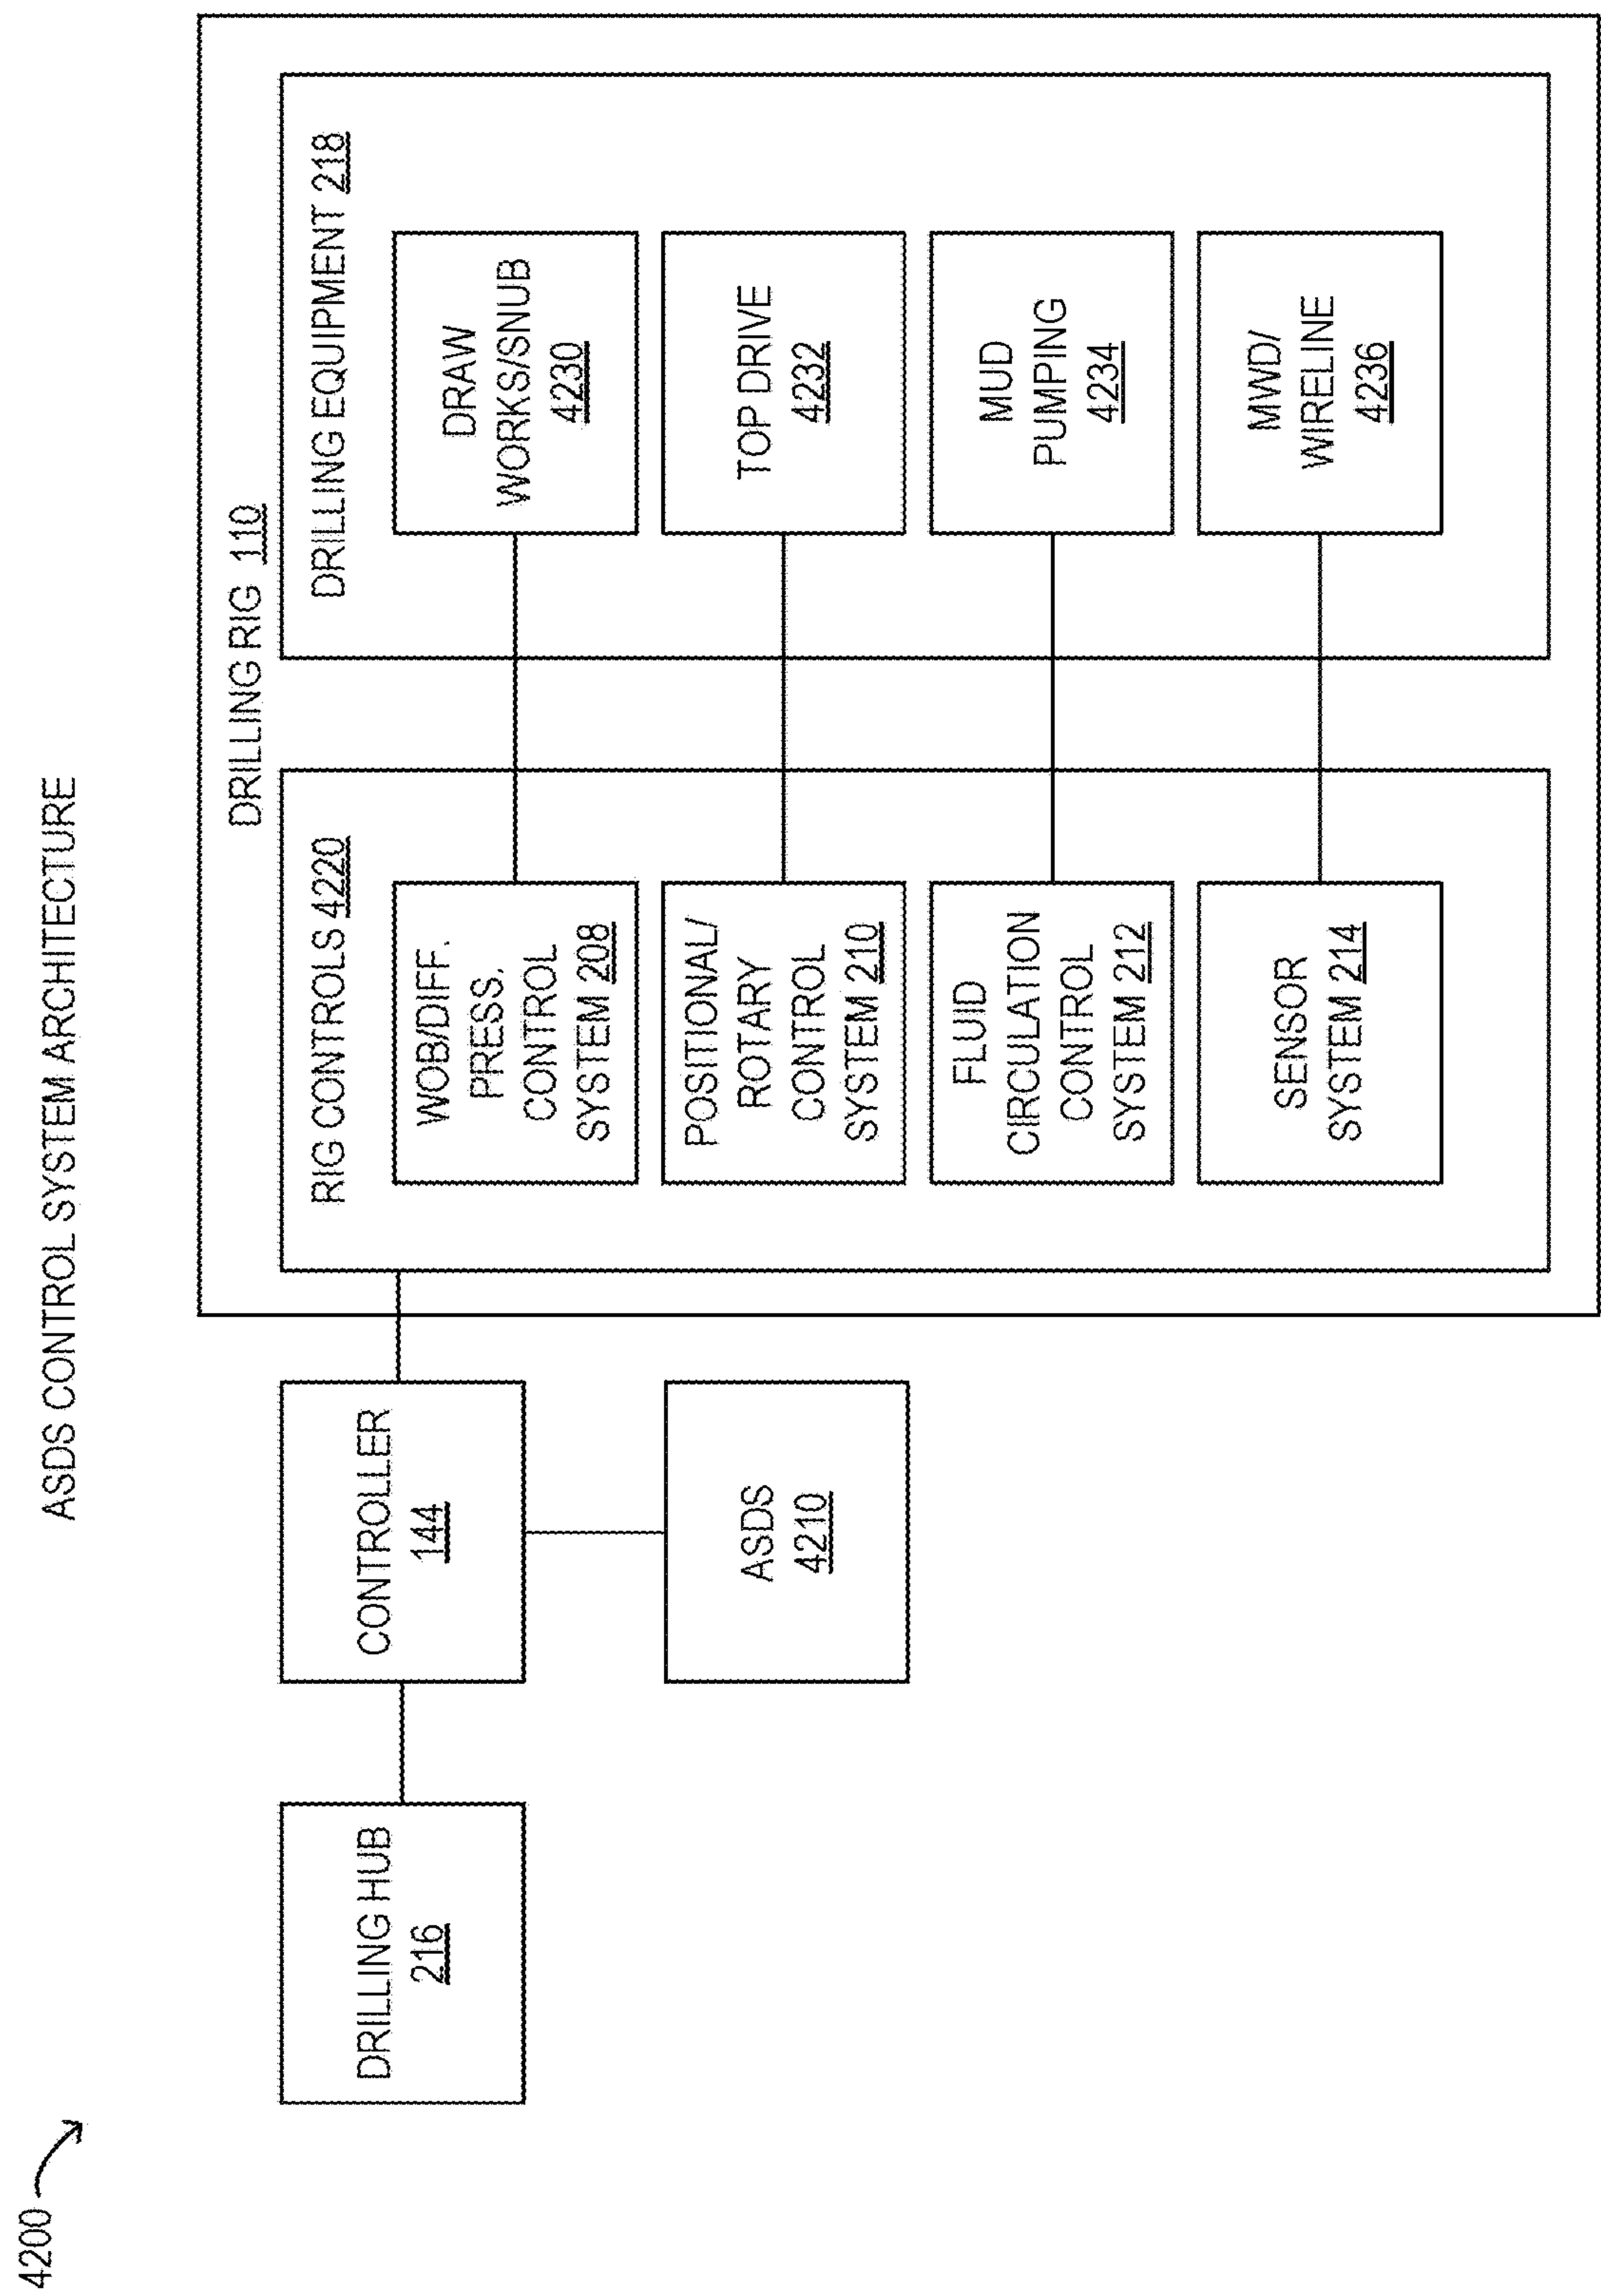 4200
ASDS CONTROL SYSTEM ARCHITECTURE
DRILLING HUB
216
CONTROLLER
144
ASDS
4210
DRILLING RIG 110
RIG CONTROLS 4220
WOB/DIFF.
PRESS.
CONTROL
SYSTEM 208
POSITIONAL/
ROTARY
CONTROL
SYSTEM 210
FLUID
CIRCULATION
CONTROL
SYSTEM 212
SENSOR
SYSTEM 214
DRILLING EQUIPMENT 218
DRAW
WORKS/SNUB
4230
TOP DRIVE
4232
MUD
PUMPING
4234
MWD/
WIRELINE
4236